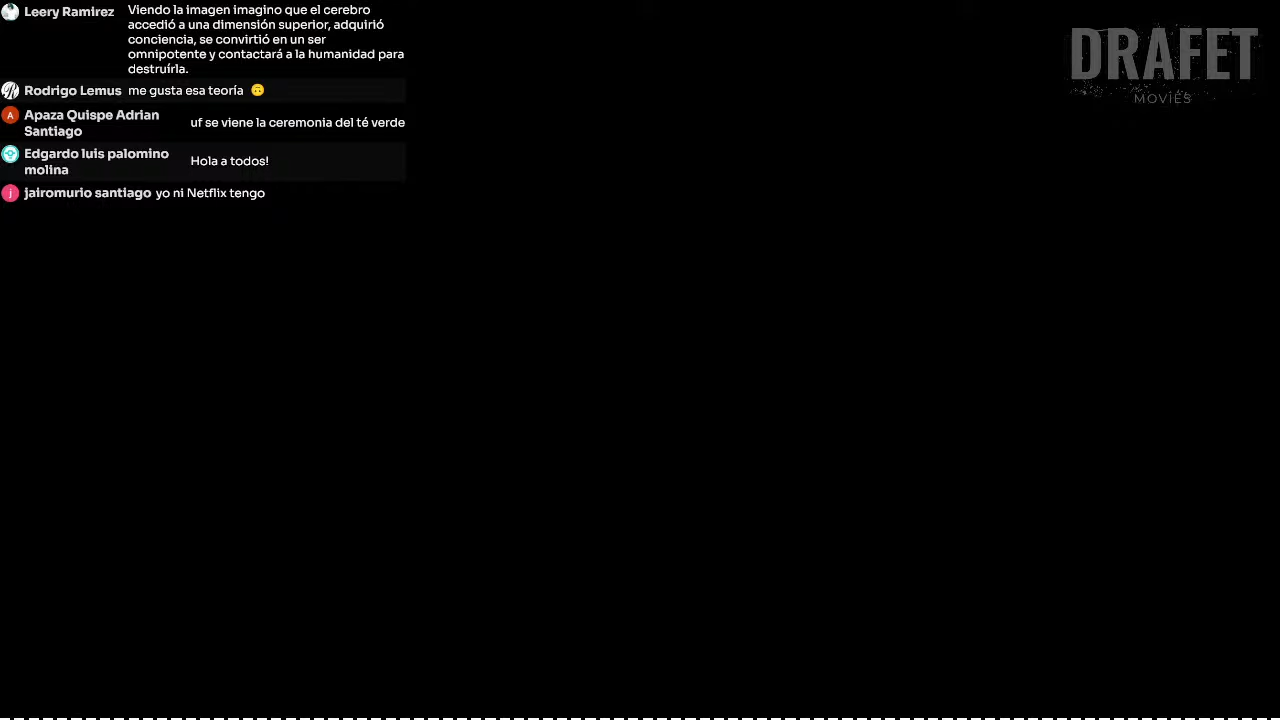 Leery Ramirez Viendo la imagen imagino que el cerebro
accedió a una dimensión superior, adquirió
conciencia, se convirtió en un ser
omnipotente y contactará a la humanidad para
destruírla.
Rodrigo Lemus me gusta esa teoría 🙃
A Apaza Quispe Adrian
Santiago
uf se viene la ceremonia del té verde
Edgardo luis palomino
molina
Hola a todos!
j jairomurio santiago yo ni Netflix tengo
DRAFET
MOVIES